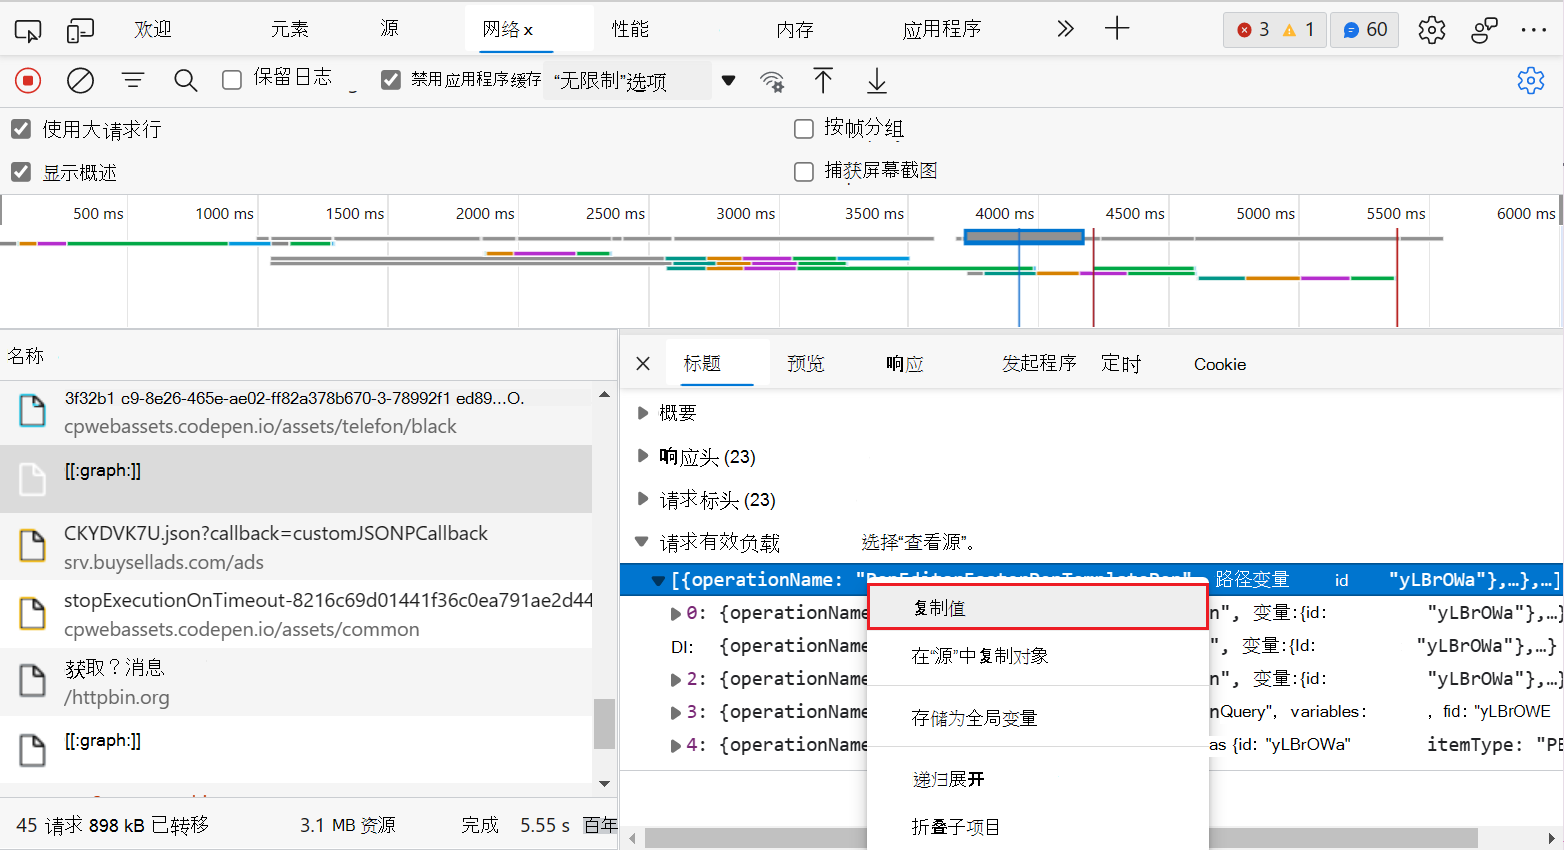 欢迎 元素 源 网络 x 性能 内存 应用程序 3 1 60
保留日志 禁用应用程序缓存 “无限制”选项
使用大请求行 按帧分组
显示概述 捕获屏幕截图
500 ms 1000 ms 1500 ms 2000 ms 2500 ms 3000 ms 3500 ms 4000 ms 4500 ms 5000 ms 5500 ms 6000 ms
名称
3f32b1 c9-8e26-465e-ae02-ff82a378b670-3-78992f1 ed89...O.
cpwebassets.codepen.io/assets/telefon/black
[[:graph:]]
CKYDVK7U.json?callback=customJSONPCallback
srv.buysellads.com/ads
stopExecutionOnTimeout-8216c69d01441f36c0ea791ae2d44
cpwebassets.codepen.io/assets/common
获取？消息
/httpbin.org
[[:graph:]]
45 请求 898 kB 已转移 3.1 MB 资源 完成 5.55 s 百年
标题 预览 响应 发起程序 定时 Cookie
概要
响应头 (23)
请求标头 (23)
请求有效负载 选择“查看源”。
[{operationName: 路径变量 id "yLBrOWa"},…},…]
0: {operationName n", 变量:{id: "yLBrOWa"},…}
DI: {operationName ", 变量:{Id: "yLBrOWa"},…}
2: {operationName n", 变量:{id: "yLBrOWa"},…}
3: {operationName nQuery", variables: , fid: "yLBrOWE
4: {operationName as {id: "yLBrOWa" itemType: "PE
复制值
在“源”中复制对象
存储为全局变量
递归展开
折叠子项目